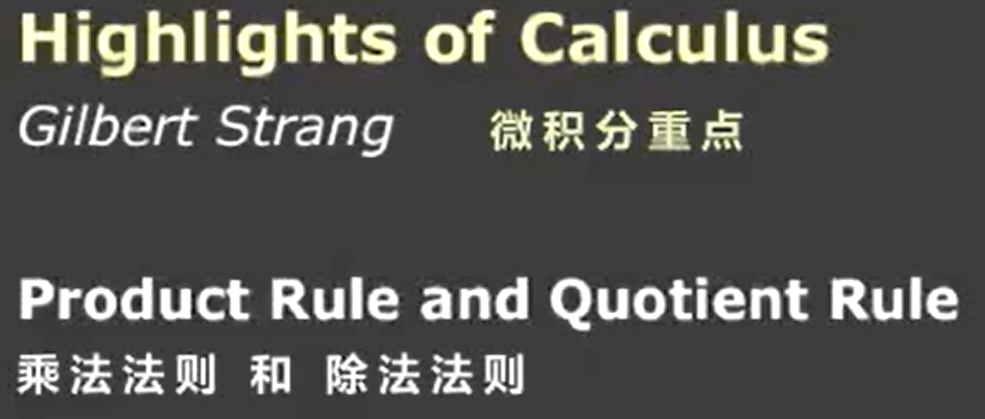 Highlights of Calculus
Gilbert Strang 微积分重点
Product Rule and Quotient Rule
乘法法则 和 除法法则